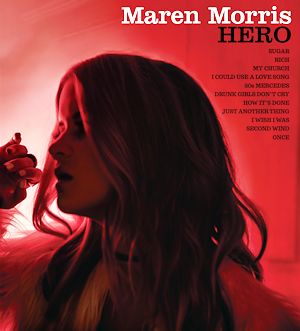 Maren Morris
HERO
SUGAR
RICH
MY CHURCH
I COULD USE A LOVE SONG
80s MERCEDES
DRUNK GIRLS DON'T CRY
HOW IT'S DONE
JUST ANOTHER THING
I WISH I WAS
SECOND WIND
ONCE